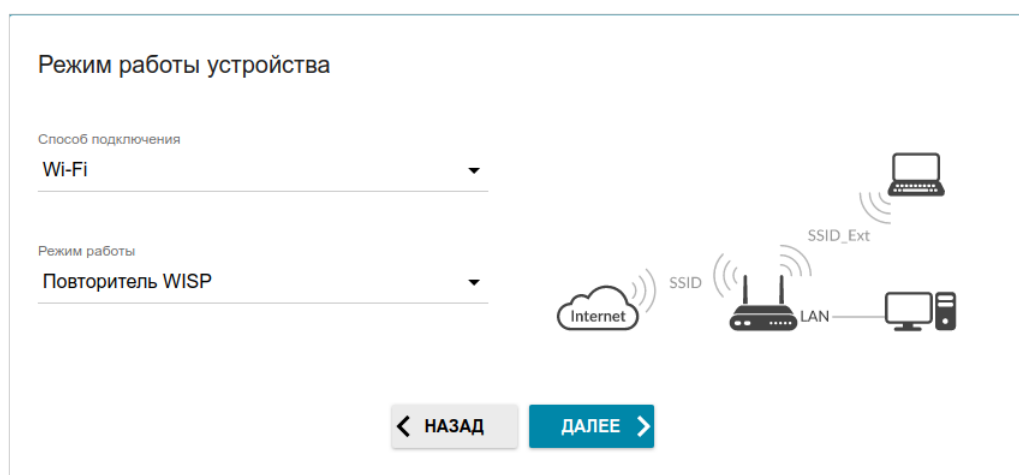 Режим работы устройства
Способ подключения
Wi-Fi
Режим работы
Повторитель WISP
SSID_Ext
SSID
Internet
LAN
НАЗАД
ДАЛЕЕ